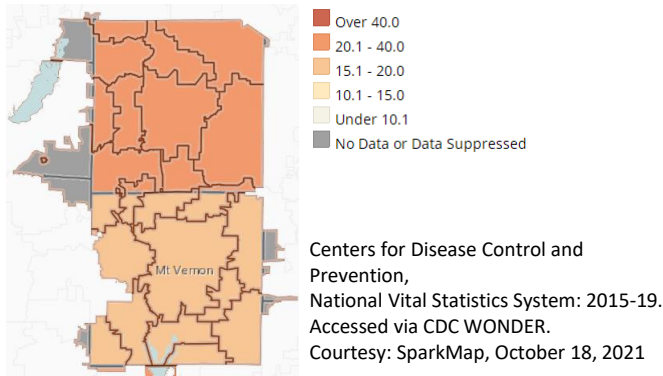 Over 40.0
20.1 - 40.0
15.1 - 20.0
10.1 - 15.0
Under 10.1
No Data or Data Suppressed
Mt Vernon
Centers for Disease Control and
Prevention,
National Vital Statistics System: 2015-19.
Accessed via CDC WONDER.
Courtesy: SparkMap, October 18, 2021